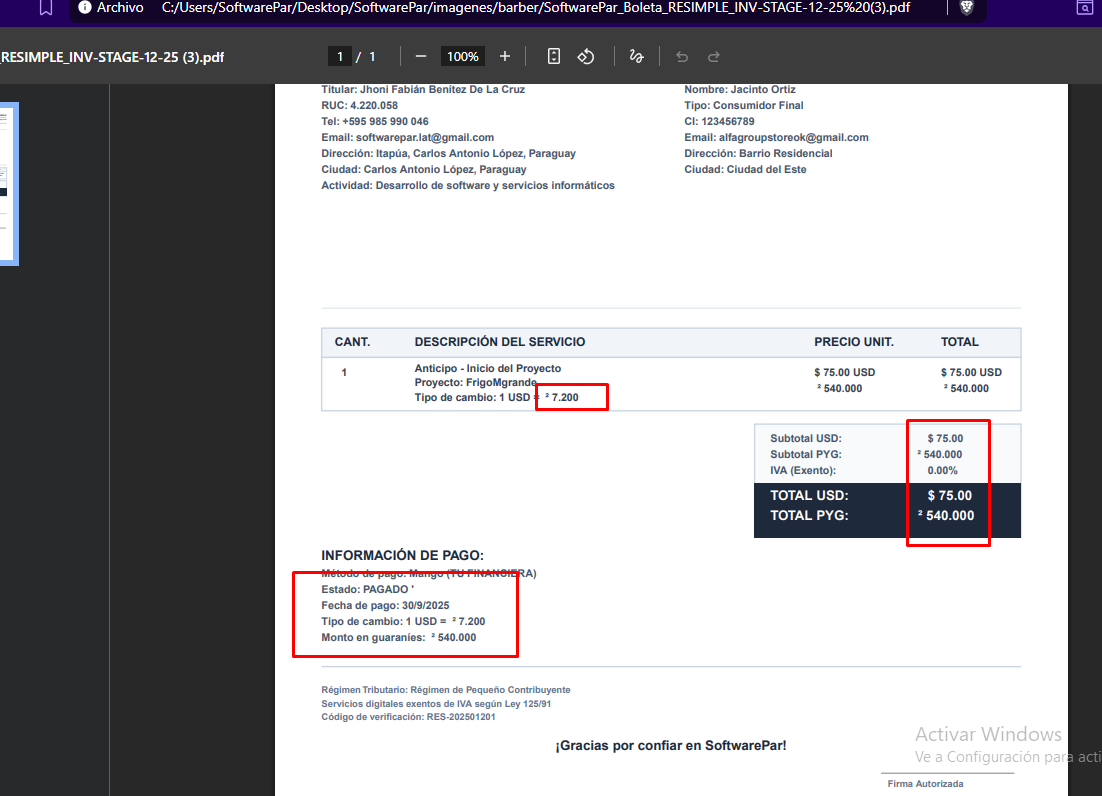 Archivo C:/Users/SoftwarePar/Desktop/SoftwarePar/imagenes/barber/SoftwarePar_Boleta_RESIMPLE_INV-STAGE-12-25%20(3).pdf
_RESIMPLE_INV-STAGE-12-25 (3).pdf
1 / 1
100%
Titular: Jhoni Fabián Benítez De La Cruz
RUC: 4.220.058
Tel: +595 985 990 046
Email: softwarepar.lat@gmail.com
Dirección: Itapúa, Carlos Antonio López, Paraguay
Ciudad: Carlos Antonio López, Paraguay
Actividad: Desarrollo de software y servicios informáticos
Nombre: Jacinto Ortiz
Tipo: Consumidor Final
CI: 123456789
Email: alfagroupstoreok@gmail.com
Dirección: Barrio Residencial
Ciudad: Ciudad del Este
CANT. DESCRIPCIÓN DEL SERVICIO PRECIO UNIT. TOTAL
1 Anticipo - Inicio del Proyecto $ 75.00 USD $ 75.00 USD
Proyecto: FrigoMgrande ² 540.000 ² 540.000
Tipo de cambio: 1 USD = ² 7.200
Subtotal USD: $ 75.00
Subtotal PYG: ² 540.000
IVA (Exento): 0.00%
TOTAL USD: $ 75.00
TOTAL PYG: ² 540.000
INFORMACIÓN DE PAGO:
Método de pago: Mango (TU FINANCIERA)
Estado: PAGADO '
Fecha de pago: 30/9/2025
Tipo de cambio: 1 USD = ² 7.200
Monto en guaraníes: ² 540.000
Régimen Tributario: Régimen de Pequeño Contribuyente
Servicios digitales exentos de IVA según Ley 125/91
Código de verificación: RES-202501201
¡Gracias por confiar en SoftwarePar!
Activar Windows
Ve a Configuración para acti
Firma Autorizada